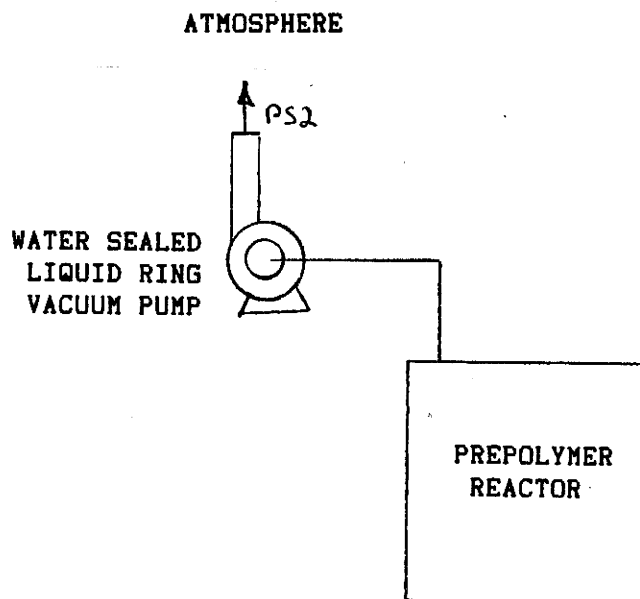 ATMOSPHERE
PS2
WATER SEALED
LIQUID RING
VACUUM PUMP
PREPOLYMER
REACTOR